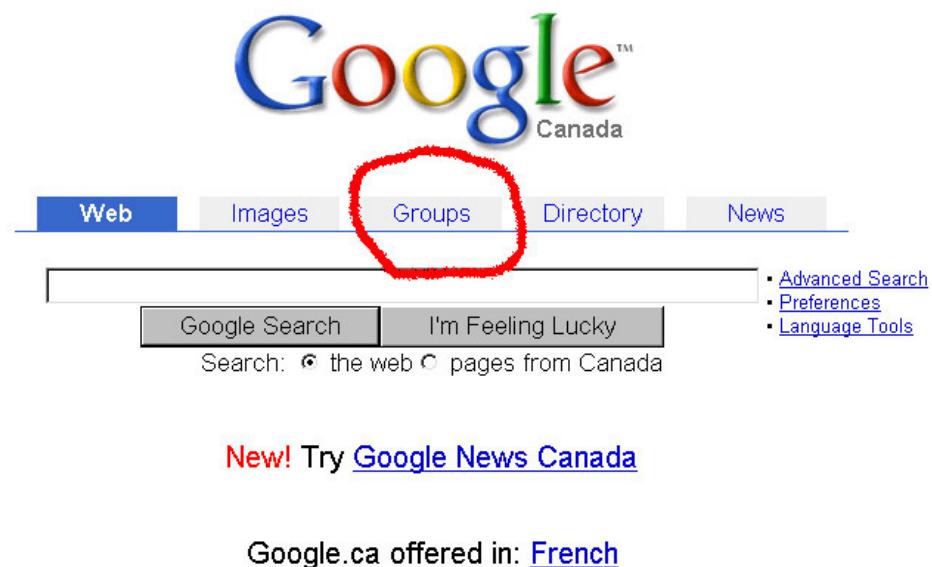 Google™
Canada
Web Images Groups Directory News
• Advanced Search
• Preferences
• Language Tools
Google Search I'm Feeling Lucky
Search: the web pages from Canada
New! Try Google News Canada
Google.ca offered in: French